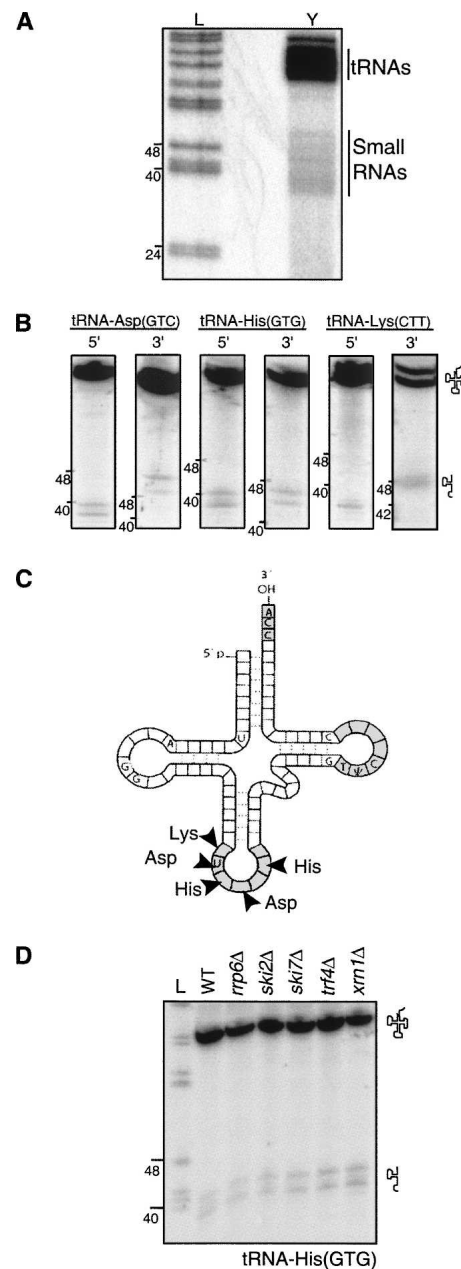 A
L Y
tRNAs
Small
RNAs
48
40
24
B
tRNA-Asp(GTC) tRNA-His(GTG) tRNA-Lys(CTT)
5' 3' 5' 3' 5' 3'
48
40
48
40
48
40
48
40
48
40
48
42
C
3'
OH
A
C
C
5' p
U
A
G
G
C
G
T
Ψ
C
Lys
Asp
U
His
His
Asp
D
L WT rrp6Δ ski2Δ ski7Δ trf4Δ xrn1Δ
48
40
tRNA-His(GTG)